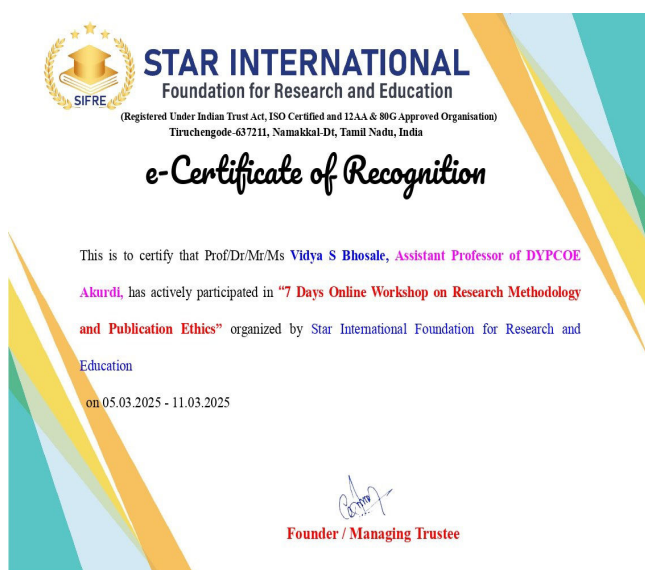 SIFRE
STAR INTERNATIONAL
Foundation for Research and Education
(Registered Under Indian Trust Act, ISO Certified and 12AA & 80G Approved Organisation)
Tiruchengode-637211, Namakkal-Dt, Tamil Nadu, India
e-Certificate of Recognition
This is to certify that Prof/Dr/Mr/Ms Vidya S Bhosale, Assistant Professor of DYPCOE
Akurdi, has actively participated in “7 Days Online Workshop on Research Methodology
and Publication Ethics” organized by Star International Foundation for Research and
Education
on 05.03.2025 - 11.03.2025
Founder / Managing Trustee